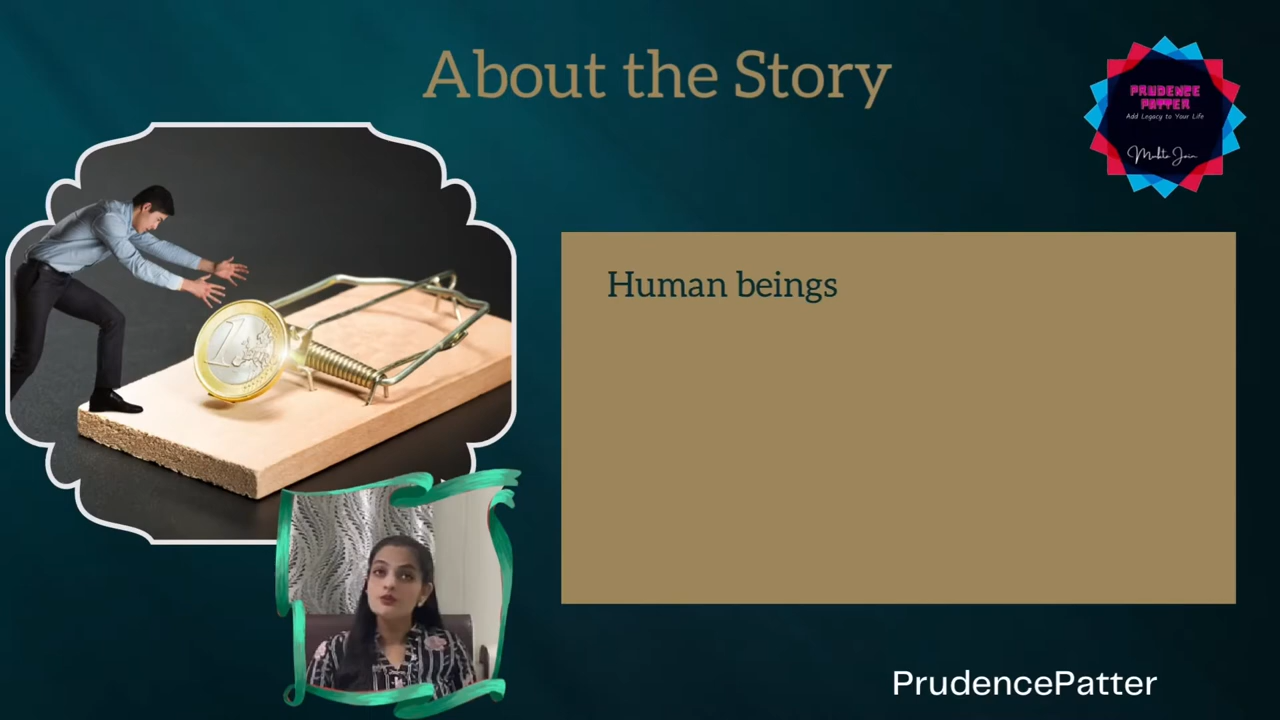 About the Story
PRUDENCE
PATTER
Add Legacy to Your Life
Human beings
PrudencePatter